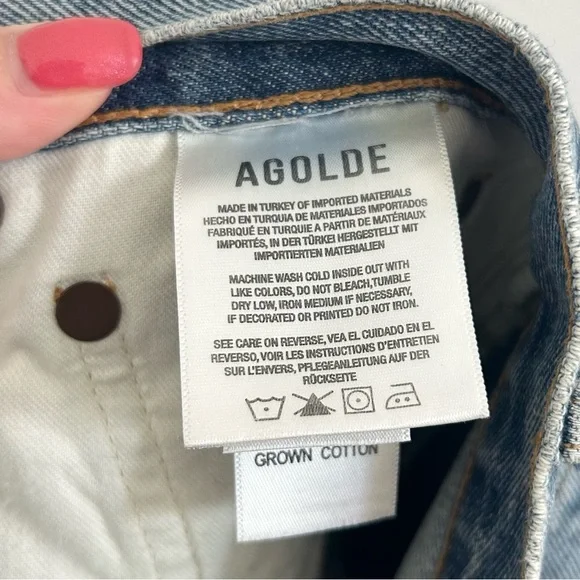 AGOLDE
MADE IN TURKEY OF IMPORTED MATERIALS
HECHO EN TURQUIA DE MATERIALES IMPORTADOS
FABRIQUÉ EN TURQUIE A PARTIR DE MATÉRIAUX
IMPORTÉS, IN DER TÜRKEI HERGESTELLT MIT
IMPORTIERTEN MATERIALIEN
MACHINE WASH COLD INSIDE OUT WITH
LIKE COLORS, DO NOT BLEACH,TUMBLE
DRY LOW, IRON MEDIUM IF NECESSARY,
IF DECORATED OR PRINTED DO NOT IRON.
SEE CARE ON REVERSE, VEA EL CUIDADO EN EL
REVERSO, VOIR LES INSTRUCTIONS D'ENTRETIEN
SUR L'ENVERS, PFLEGEANLEITUNG AUF DER
RÜCKSEITE
GROWN COTTON